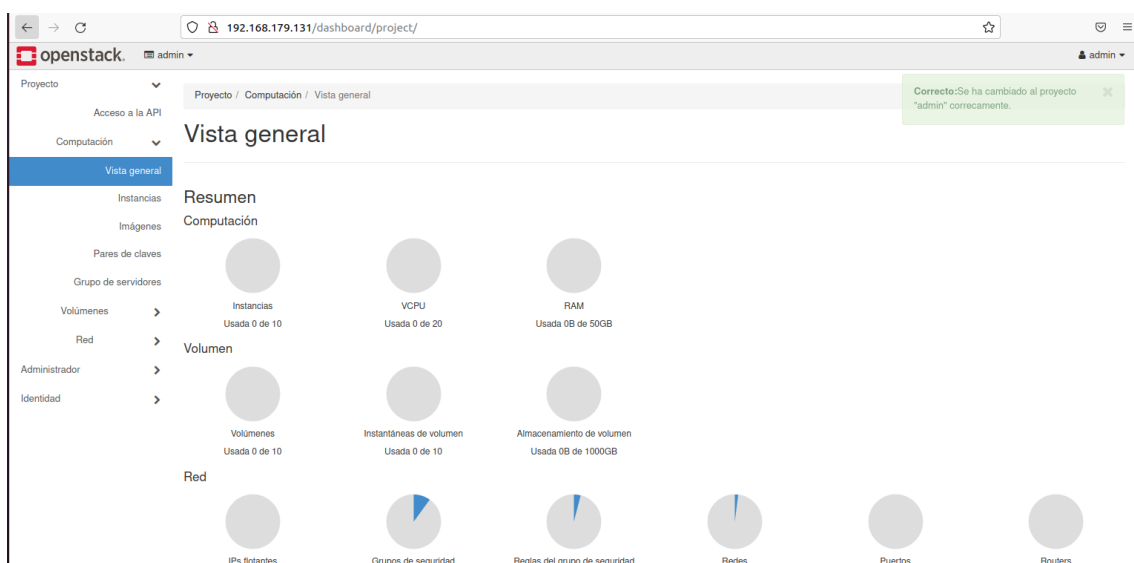 192.168.179.131/dashboard/project/
openstack. admin admin
Proyecto
Acceso a la API
Computación
Vista general
Instancias
Imágenes
Pares de claves
Grupo de servidores
Volúmenes
Red
Administrador
Identidad
Proyecto / Computación / Vista general
Correcto:Se ha cambiado al proyecto
"admin" correcamente.
Vista general
Resumen
Computación
Instancias VCPU RAM
Usada 0 de 10 Usada 0 de 20 Usada 0B de 50GB
Volumen
Volúmenes Instantáneas de volumen Almacenamiento de volumen
Usada 0 de 10 Usada 0 de 10 Usada 0B de 1000GB
Red
IPs flotantes Grupos de seguridad Reglas del grupo de seguridad Redes Puertos Routers